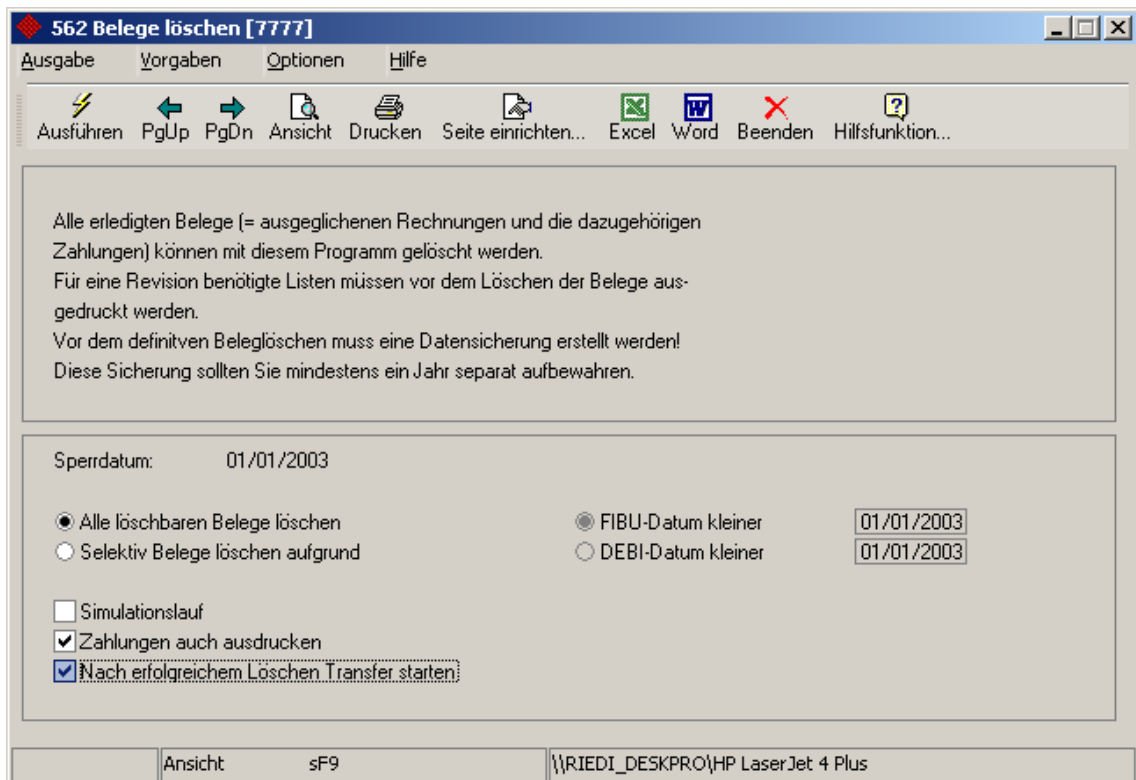 562 Belege löschen [7777]
Ausgabe Vorgaben Optionen Hilfe
Ausführen PgUp PgDn Ansicht Drucken Seite einrichten... Excel Word Beenden Hilfsfunktion...
Alle erledigten Belege (= ausgeglichenen Rechnungen und die dazugehörigen
Zahlungen) können mit diesem Programm gelöscht werden.
Für eine Revision benötigte Listen müssen vor dem Löschen der Belege aus-
gedruckt werden.
Vor dem definitven Beleglöschen muss eine Datensicherung erstellt werden!
Diese Sicherung sollten Sie mindestens ein Jahr separat aufbewahren.
Sperrdatum: 01/01/2003
Alle löschbaren Belege löschen FIBU-Datum kleiner 01/01/2003
Selektiv Belege löschen aufgrund DEBI-Datum kleiner 01/01/2003
Simulationslauf
Zahlungen auch ausdrucken
Nach erfolgreichem Löschen Transfer starten
Ansicht sF9 \\RIEDI_DESKPRO\HP LaserJet 4 Plus